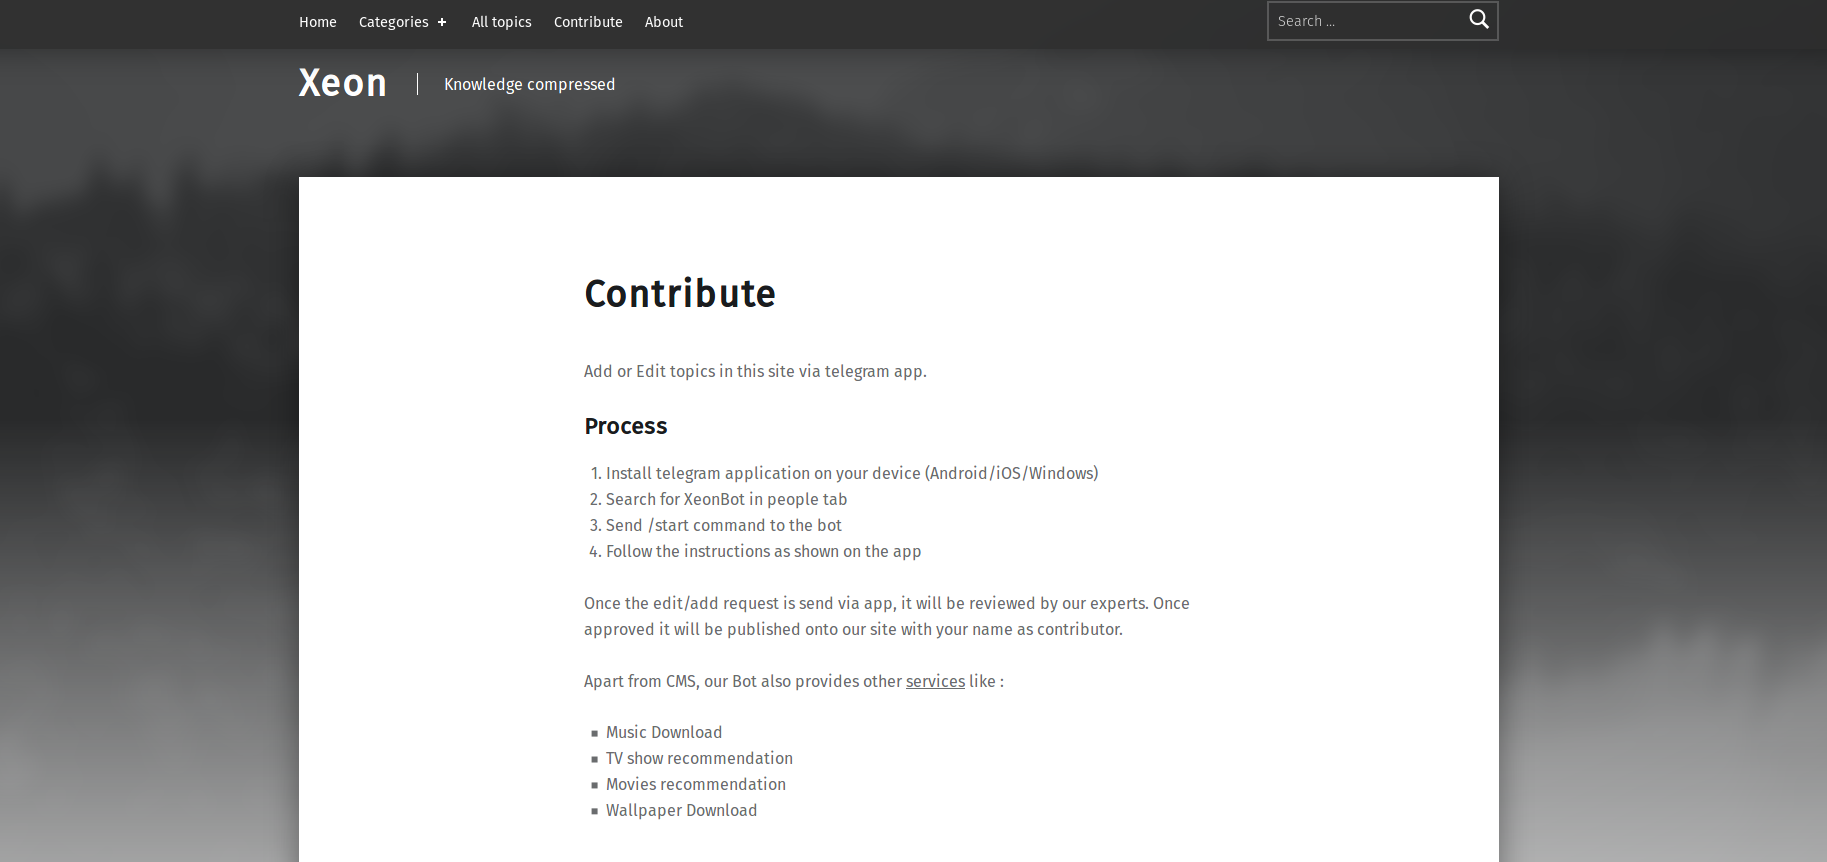 Home Categories + All topics Contribute About Search ...
Xeon Knowledge compressed
Contribute
Add or Edit topics in this site via telegram app.
Process
1. Install telegram application on your device (Android/iOS/Windows)
2. Search for XeonBot in people tab
3. Send /start command to the bot
4. Follow the instructions as shown on the app
Once the edit/add request is send via app, it will be reviewed by our experts. Once
approved it will be published onto our site with your name as contributor.
Apart from CMS, our Bot also provides other services like :
▪ Music Download
▪ TV show recommendation
▪ Movies recommendation
▪ Wallpaper Download